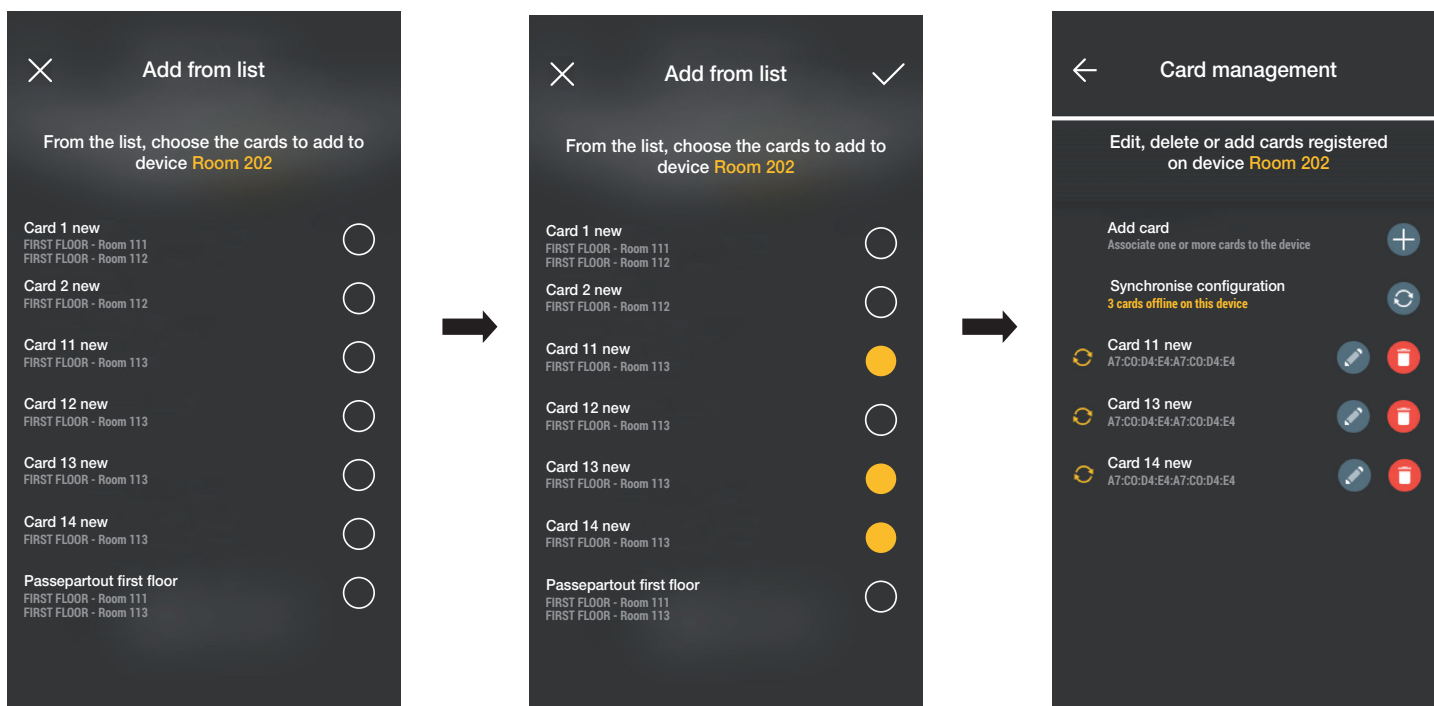 Add from list
From the list, choose the cards to add to
device Room 202
Card 1 new
FIRST FLOOR - Room 111
FIRST FLOOR - Room 112
Card 2 new
FIRST FLOOR - Room 112
Card 11 new
FIRST FLOOR - Room 113
Card 12 new
FIRST FLOOR - Room 113
Card 13 new
FIRST FLOOR - Room 113
Card 14 new
FIRST FLOOR - Room 113
Passepartout first floor
FIRST FLOOR - Room 111
FIRST FLOOR - Room 113
Add from list
From the list, choose the cards to add to
device Room 202
Card 1 new
FIRST FLOOR - Room 111
FIRST FLOOR - Room 112
Card 2 new
FIRST FLOOR - Room 112
Card 11 new
FIRST FLOOR - Room 113
Card 12 new
FIRST FLOOR - Room 113
Card 13 new
FIRST FLOOR - Room 113
Card 14 new
FIRST FLOOR - Room 113
Passepartout first floor
FIRST FLOOR - Room 111
FIRST FLOOR - Room 113
Card management
Edit, delete or add cards registered
on device Room 202
Add card
Associate one or more cards to the device
Synchronise configuration
3 cards offline on this device
Card 11 new
A7:C0:D4:E4:A7:C0:D4:E4
Card 13 new
A7:C0:D4:E4:A7:C0:D4:E4
Card 14 new
A7:C0:D4:E4:A7:C0:D4:E4